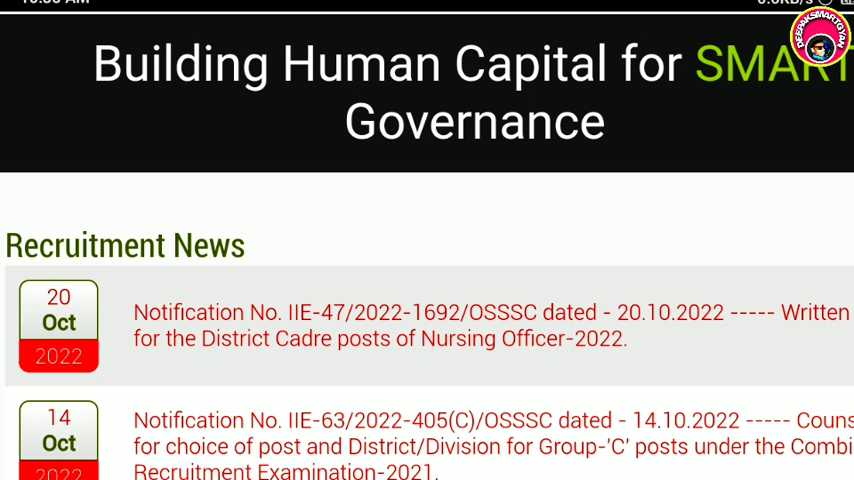 DEEPAKSMARTGYAN
Building Human Capital for SMART
Governance
Recruitment News
20
Oct
2022
Notification No. IIE-47/2022-1692/OSSSC dated - 20.10.2022 ----- Written
for the District Cadre posts of Nursing Officer-2022.
14
Oct
2022
Notification No. IIE-63/2022-405(C)/OSSSC dated - 14.10.2022 ----- Couns
for choice of post and District/Division for Group-'C' posts under the Combi
Recruitment Examination-2021.